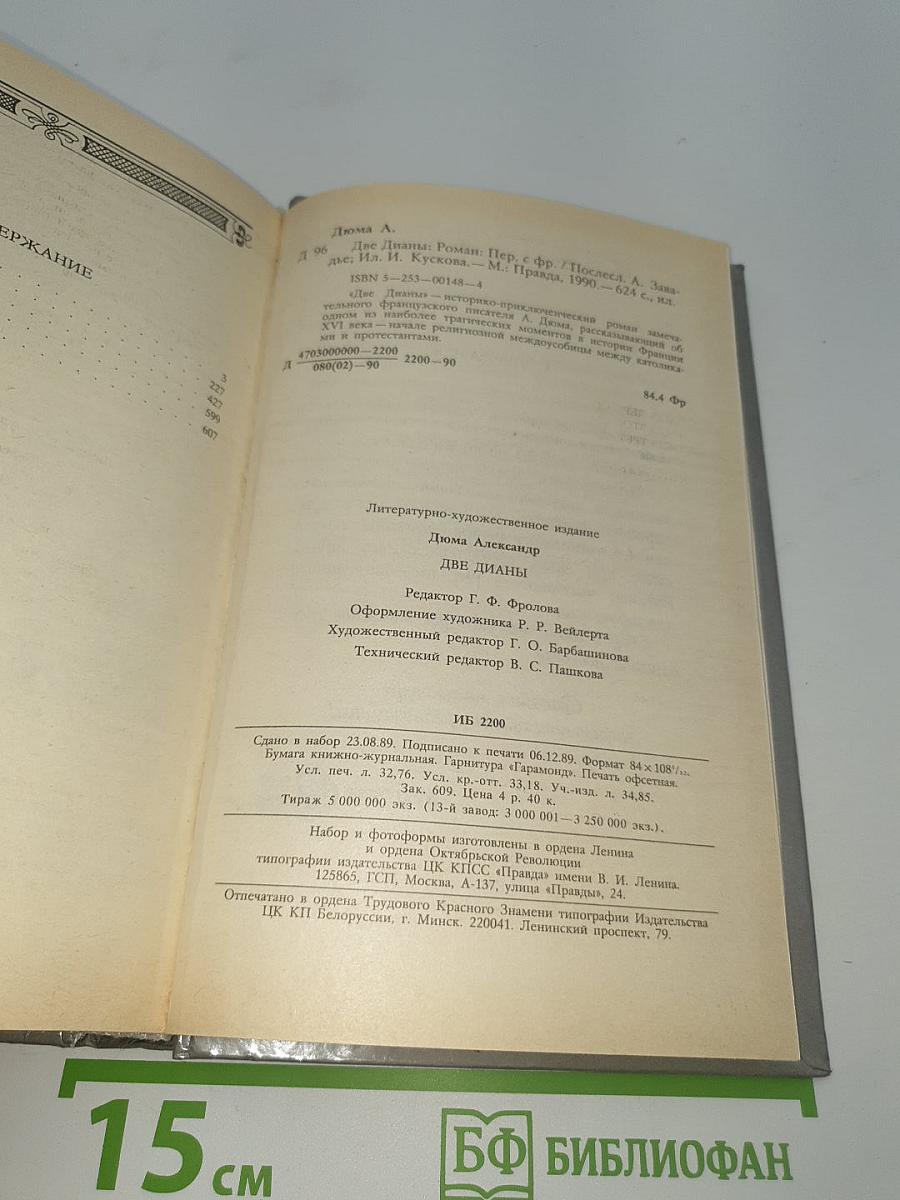 ЕРЖАНИЕ
3
227
427
599
607
Дюма А.
Д 96 Две Дианы: Роман: Пер. с фр. / Послесл. А. Зава-
дье; Ил. И. Кускова. — М.: Правда, 1990. — 624 с., ил.
ISBN 5—253—00148—4
«Две Дианы» — историко-приключенческий роман замеча-
тельного французского писателя А. Дюма, рассказывающий об
одном из наиболее трагических моментов в истории Франции
XVI века — начале религиозной междоусобицы между католика-
ми и протестантами.
Д 4703000000—2200
080(02)—90
2200—90
84.4 Фр
Литературно-художественное издание
Дюма Александр
ДВЕ ДИАНЫ
Редактор Г. Ф. Фролова
Оформление художника Р. Р. Вейлерта
Художественный редактор Г. О. Барбашинова
Технический редактор В. С. Пашкова
ИБ 2200
Сдано в набор 23.08.89. Подписано к печати 06.12.89. Формат 84×108¹/₃₂.
Бумага книжно-журнальная. Гарнитура «Гарамонд». Печать офсетная.
Усл. печ. л. 32,76. Усл. кр.-отт. 33,18. Уч.-изд. л. 34,85.
Зак. 609. Цена 4 р. 40 к.
Тираж 5 000 000 экз. (13-й завод: 3 000 001—3 250 000 экз.).
Набор и фотоформы изготовлены в ордена Ленина
и ордена Октябрьской Революции
типографии издательства ЦК КПСС «Правда» имени В. И. Ленина.
125865, ГСП, Москва, А-137, улица «Правды», 24.
Отпечатано в ордена Трудового Красного Знамени типографии Издательства
ЦК КП Белоруссии, г. Минск. 220041. Ленинский проспект, 79.
15 см
БФ БИБЛИОФАН